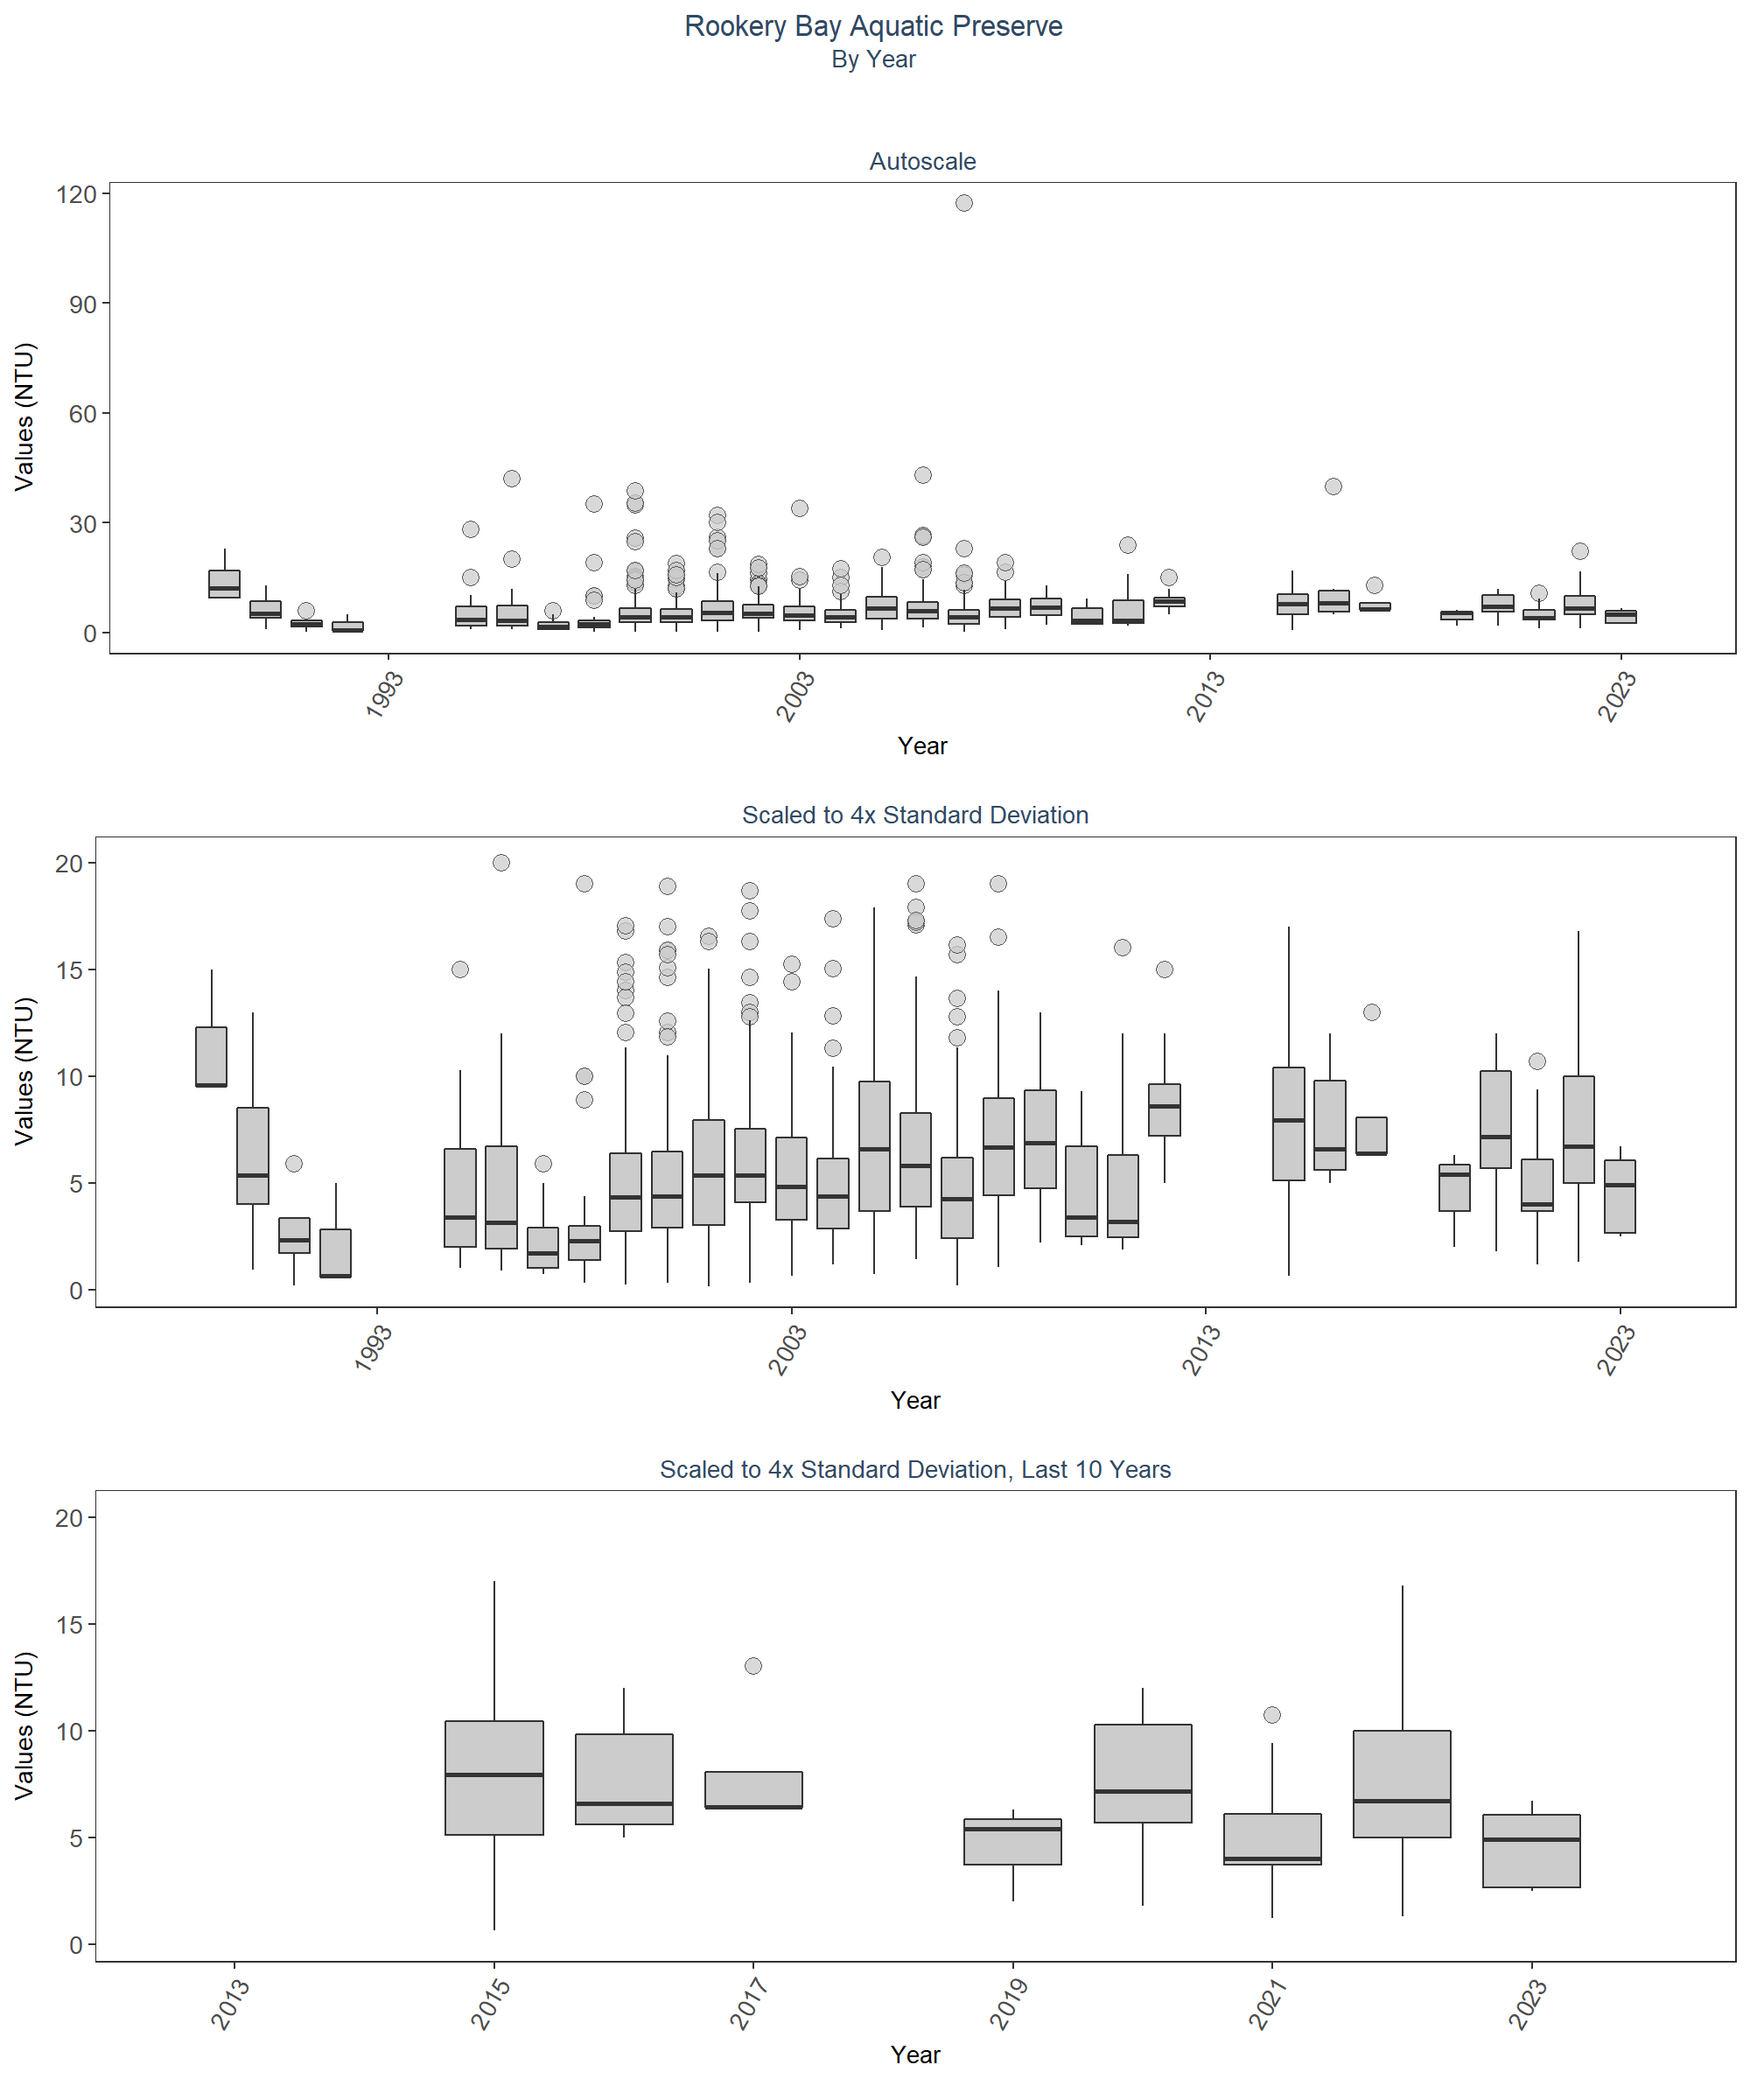 Rookery Bay Aquatic Preserve
By Year
Autoscale
120
90
60
30
0
Values (NTU)
1993
2003
2013
2023
Year
Scaled to 4x Standard Deviation
20
15
10
5
0
Values (NTU)
1993
2003
2013
2023
Year
Scaled to 4x Standard Deviation, Last 10 Years
20
15
10
5
0
Values (NTU)
2013
2015
2017
2019
2021
2023
Year